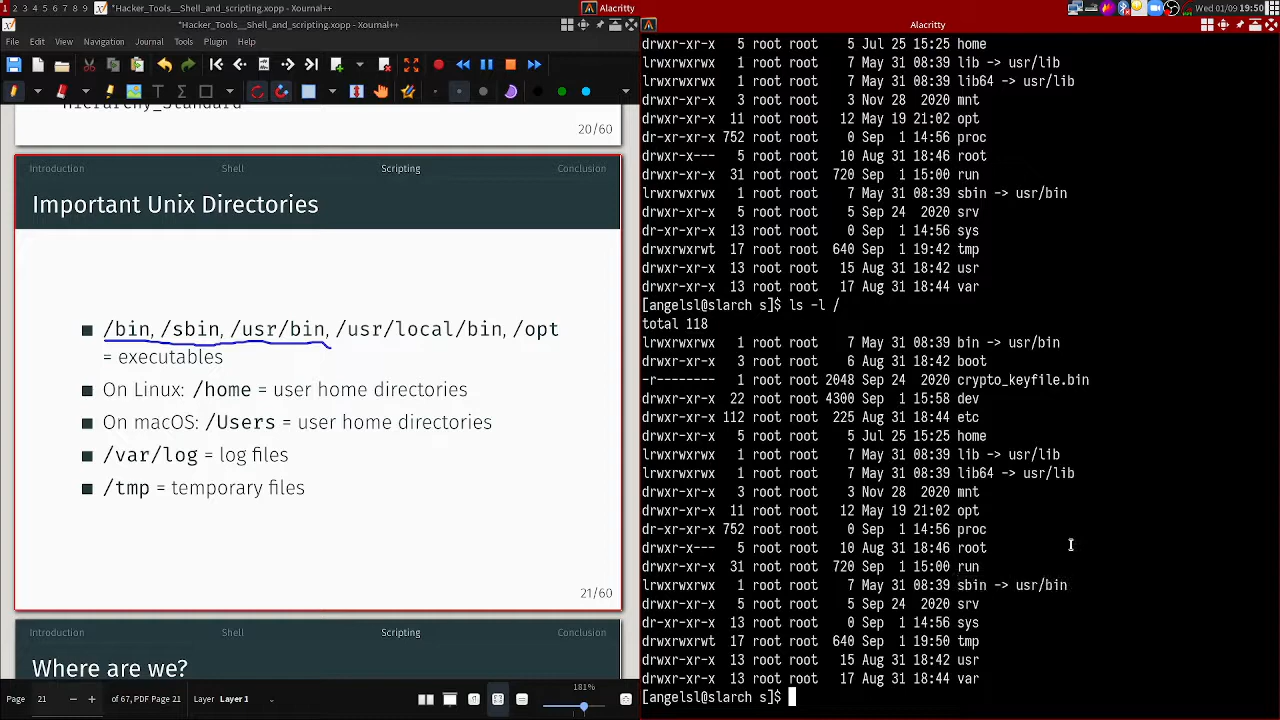 1 2 3 4 5 6 7 8 9
*Hacker_Tools__Shell_and_scripting.xopp - Xournal++
Alacritty
Wed 01/09 19:50
*Hacker_Tools__Shell_and_scripting.xopp - Xournal++
File Edit View Navigation Journal Tools Plugin Help
hierarchy_Standard
20/60
Introduction Shell Scripting Conclusion
Important Unix Directories
/bin, /sbin, /usr/bin, /usr/local/bin, /opt
= executables
On Linux: /home = user home directories
On macOS: /Users = user home directories
/var/log = log files
/tmp = temporary files
21/60
Introduction Shell Scripting Conclusion
Where are we?
Page 21 of 67, PDF Page 21 Layer Layer 1 181%
Alacritty
drwxr-xr-x 5 root root 5 Jul 25 15:25 home
lrwxrwxrwx 1 root root 7 May 31 08:39 lib -> usr/lib
lrwxrwxrwx 1 root root 7 May 31 08:39 lib64 -> usr/lib
drwxr-xr-x 3 root root 3 Nov 28 2020 mnt
drwxr-xr-x 11 root root 12 May 19 21:02 opt
dr-xr-xr-x 752 root root 0 Sep 1 14:56 proc
drwxr-x--- 5 root root 10 Aug 31 18:46 root
drwxr-xr-x 31 root root 720 Sep 1 15:00 run
lrwxrwxrwx 1 root root 7 May 31 08:39 sbin -> usr/bin
drwxr-xr-x 5 root root 5 Sep 24 2020 srv
dr-xr-xr-x 13 root root 0 Sep 1 14:56 sys
drwxrwxrwt 17 root root 640 Sep 1 19:42 tmp
drwxr-xr-x 13 root root 15 Aug 31 18:42 usr
drwxr-xr-x 13 root root 17 Aug 31 18:44 var
[angelsl@slarch s]$ ls -l /
total 118
lrwxrwxrwx 1 root root 7 May 31 08:39 bin -> usr/bin
drwxr-xr-x 3 root root 6 Aug 31 18:42 boot
-r-------- 1 root root 2048 Sep 24 2020 crypto_keyfile.bin
drwxr-xr-x 22 root root 4300 Sep 1 15:58 dev
drwxr-xr-x 112 root root 225 Aug 31 18:44 etc
drwxr-xr-x 5 root root 5 Jul 25 15:25 home
lrwxrwxrwx 1 root root 7 May 31 08:39 lib -> usr/lib
lrwxrwxrwx 1 root root 7 May 31 08:39 lib64 -> usr/lib
drwxr-xr-x 3 root root 3 Nov 28 2020 mnt
drwxr-xr-x 11 root root 12 May 19 21:02 opt
dr-xr-xr-x 752 root root 0 Sep 1 14:56 proc
drwxr-x--- 5 root root 10 Aug 31 18:46 root
drwxr-xr-x 31 root root 720 Sep 1 15:00 run
lrwxrwxrwx 1 root root 7 May 31 08:39 sbin -> usr/bin
drwxr-xr-x 5 root root 5 Sep 24 2020 srv
dr-xr-xr-x 13 root root 0 Sep 1 14:56 sys
drwxrwxrwt 17 root root 640 Sep 1 19:50 tmp
drwxr-xr-x 13 root root 15 Aug 31 18:42 usr
drwxr-xr-x 13 root root 17 Aug 31 18:44 var
[angelsl@slarch s]$